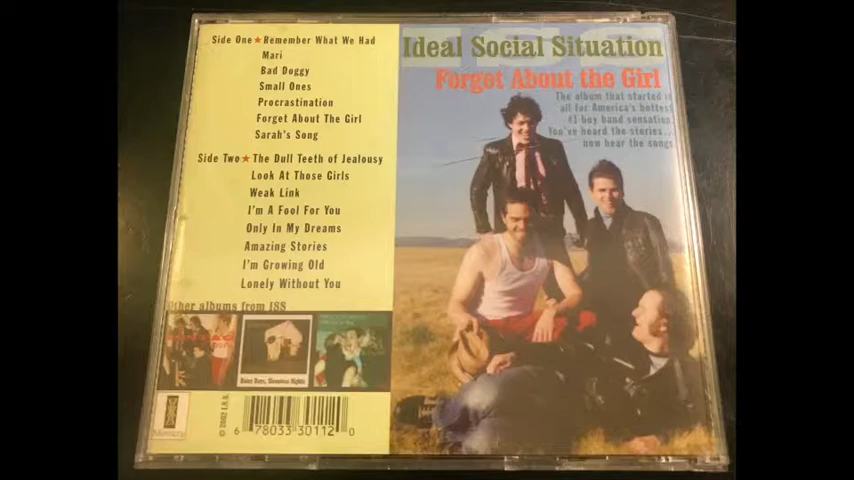 Side One★Remember What We Had
Mari
Bad Doggy
Small Ones
Procrastination
Forget About The Girl
Sarah's Song
Side Two★The Dull Teeth of Jealousy
Look At Those Girls
Weak Link
I'm A Fool For You
Only In My Dreams
Amazing Stories
I'm Growing Old
Lonely Without You
Other albums from ISS
Mercury
℗ © 2002
6 78033 30112 0
ISS
Ideal Social Situation
Forget About the Girl
The album that started it
all for America's hottest
#1 boy band sensation.
You've heard the stories...
now hear the songs